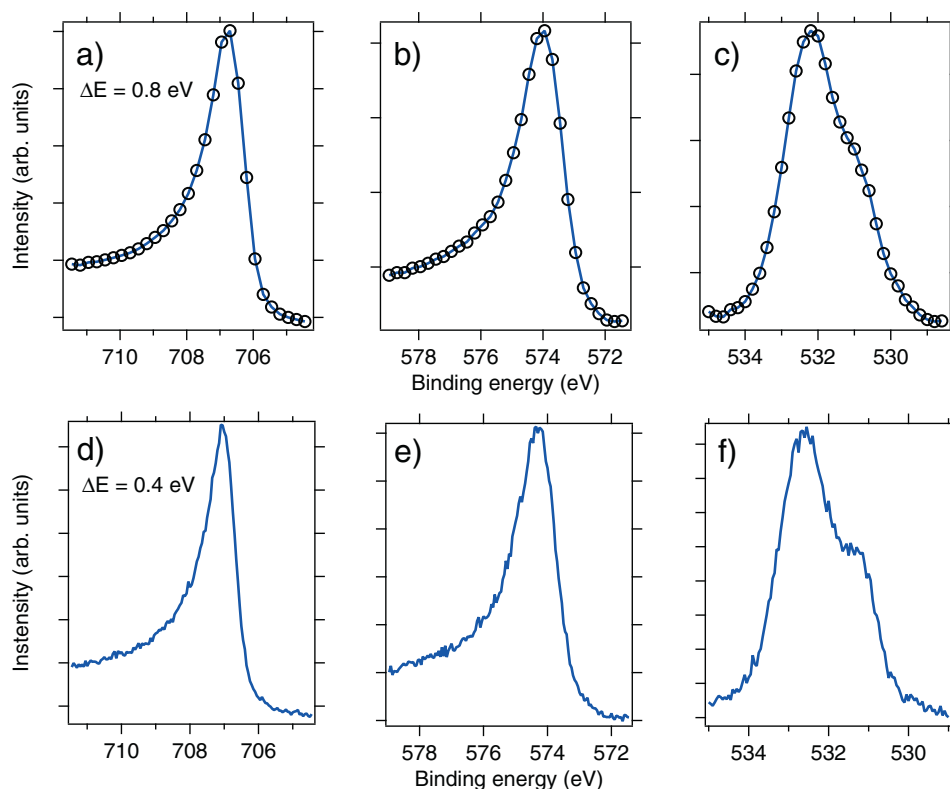 a)
ΔE = 0.8 eV
b)
c)
Intensity (arb. units)
710 708 706
578 576 574 572
534 532 530
Binding energy (eV)
d)
ΔE = 0.4 eV
e)
f)
Instensity (arb. units)
710 708 706
578 576 574 572
534 532 530
Binding energy (eV)